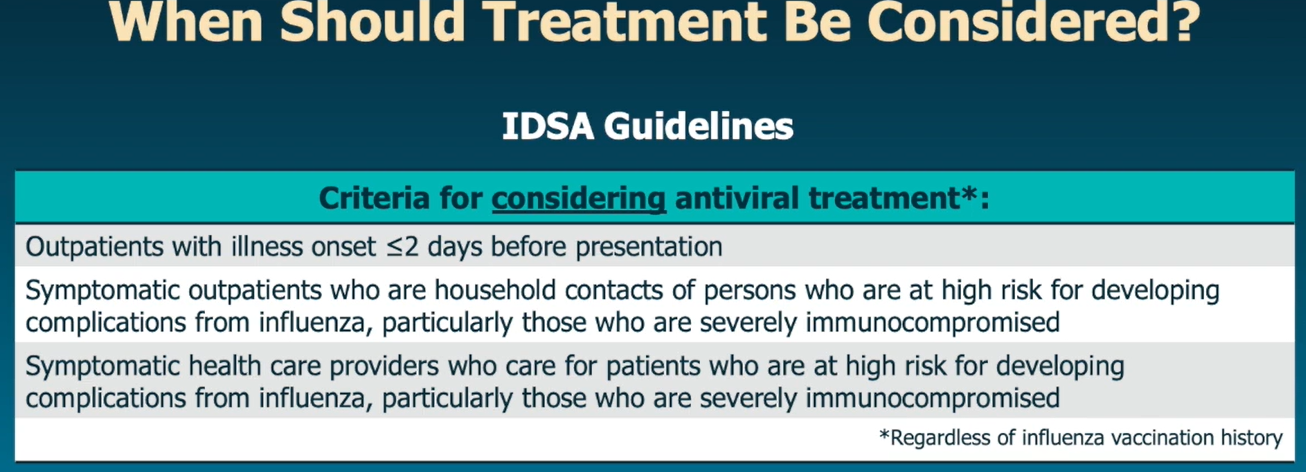 When Should Treatment Be Considered?
IDSA Guidelines
Criteria for considering antiviral treatment*:
Outpatients with illness onset ≤2 days before presentation
Symptomatic outpatients who are household contacts of persons who are at high risk for developing
complications from influenza, particularly those who are severely immunocompromised
Symptomatic health care providers who care for patients who are at high risk for developing
complications from influenza, particularly those who are severely immunocompromised
*Regardless of influenza vaccination history